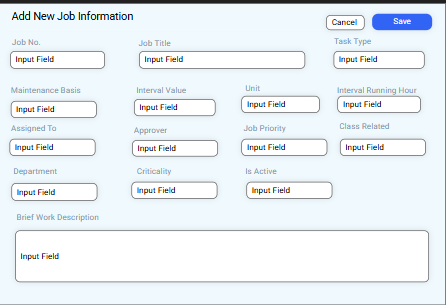 Add New Job Information
Cancel
Save
Job No.
Job Title
Task Type
Input Field
Input Field
Input Field
Maintenance Basis
Interval Value
Unit
Interval Running Hour
Input Field
Input Field
Input Field
Input Field
Assigned To
Approver
Job Priority
Class Related
Input Field
Input Field
Input Field
Input Field
Department
Criticality
Is Active
Input Field
Input Field
Input Field
Brief Work Description
Input Field